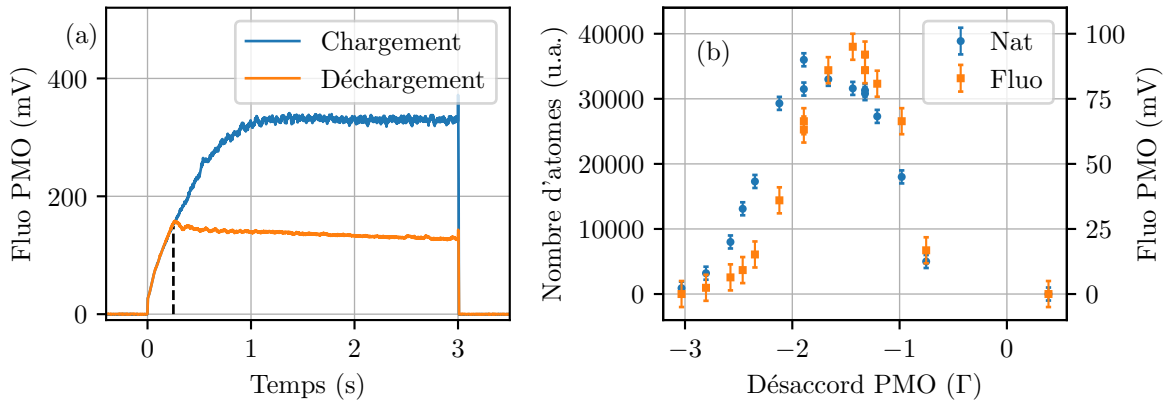 (a)
Chargement
Déchargement
Fluo PMO (mV)
400
200
0
0
1
2
3
Temps (s)
(b)
Nat
Fluo
Nombre d'atomes (u.a.)
40000
30000
20000
10000
0
100
75
50
25
0
Fluo PMO (mV)
−3
−2
−1
0
Désaccord PMO (Γ)